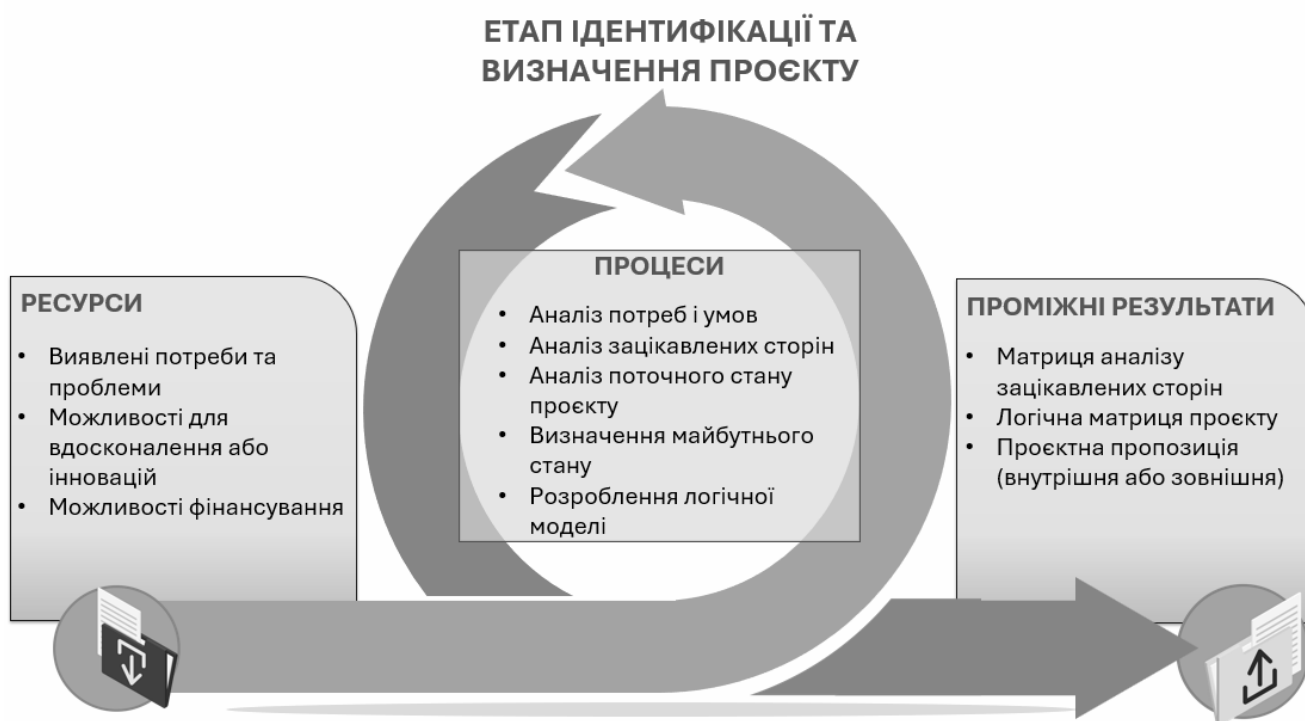 ЕТАП ІДЕНТИФІКАЦІЇ ТА
ВИЗНАЧЕННЯ ПРОЄКТУ
РЕСУРСИ
• Виявлені потреби та
проблеми
• Можливості для
вдосконалення або
інновацій
• Можливості фінансування
ПРОЦЕСИ
• Аналіз потреб і умов
• Аналіз зацікавлених сторін
• Аналіз поточного стану
проєкту
• Визначення майбутнього
стану
• Розроблення логічної
моделі
ПРОМІЖНІ РЕЗУЛЬТАТИ
• Матриця аналізу
зацікавлених сторін
• Логічна матриця проєкту
• Проєктна пропозиція
(внутрішня або зовнішня)